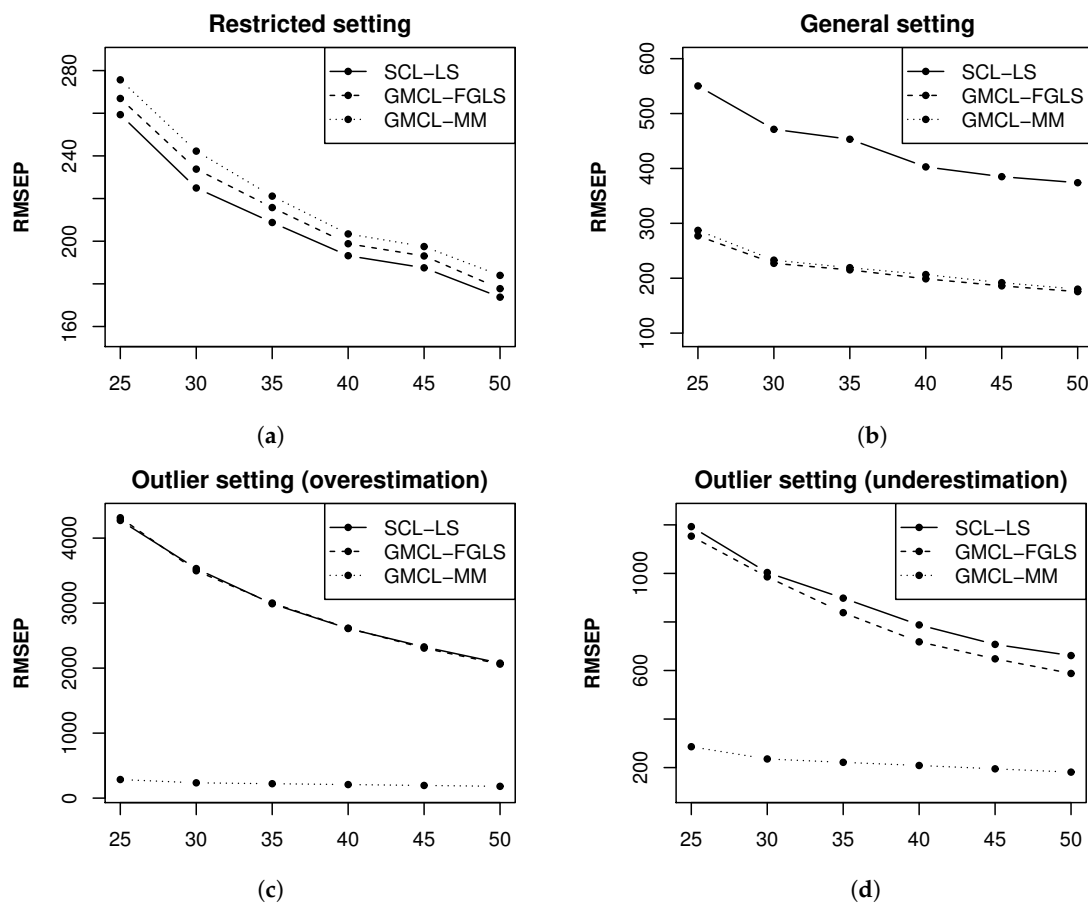 Restricted setting
RMSEP
280
240
200
160
SCL−LS
GMCL−FGLS
GMCL−MM
25 30 35 40 45 50
(a)
General setting
RMSEP
600
500
400
300
200
100
SCL−LS
GMCL−FGLS
GMCL−MM
25 30 35 40 45 50
(b)
Outlier setting (overestimation)
RMSEP
4000
3000
2000
1000
0
SCL−LS
GMCL−FGLS
GMCL−MM
25 30 35 40 45 50
(c)
Outlier setting (underestimation)
RMSEP
1000
600
200
SCL−LS
GMCL−FGLS
GMCL−MM
25 30 35 40 45 50
(d)